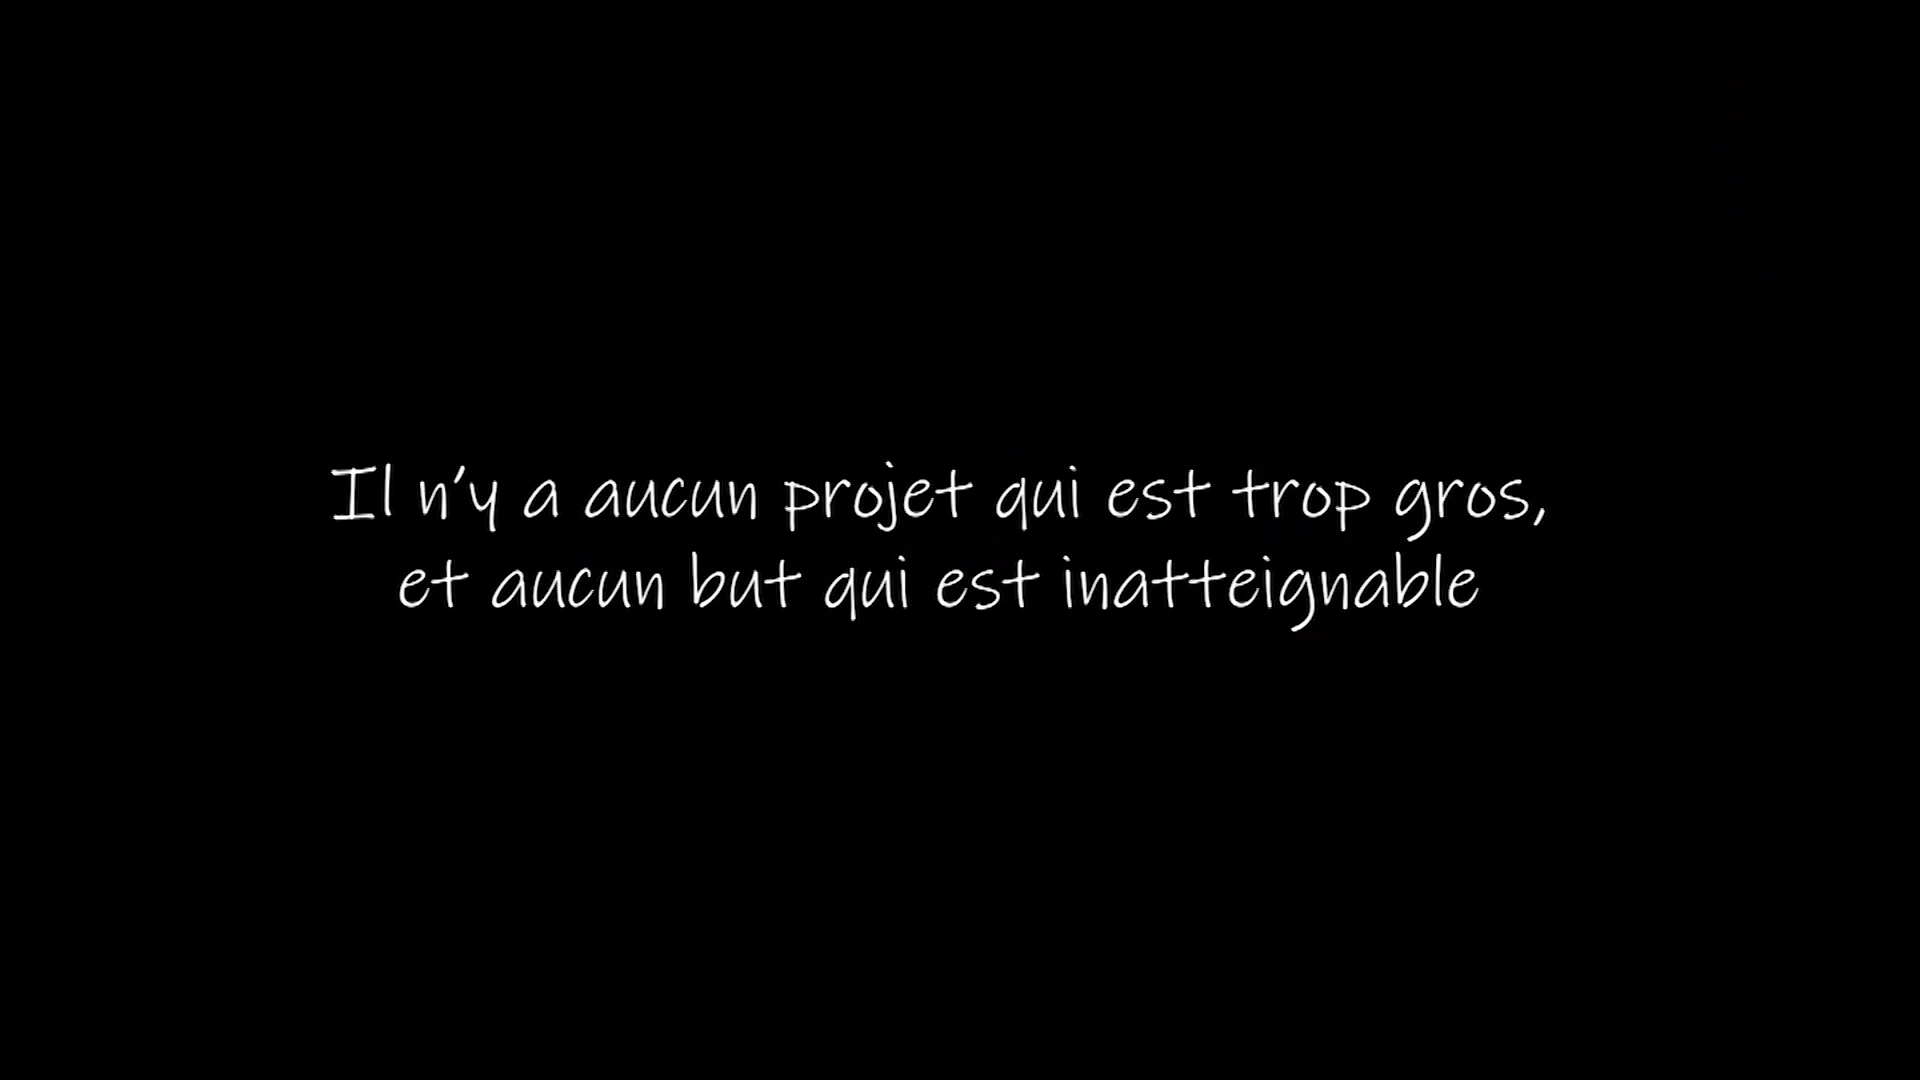 Il n'y a aucun projet qui est trop gros,
et aucun but qui est inatteignable